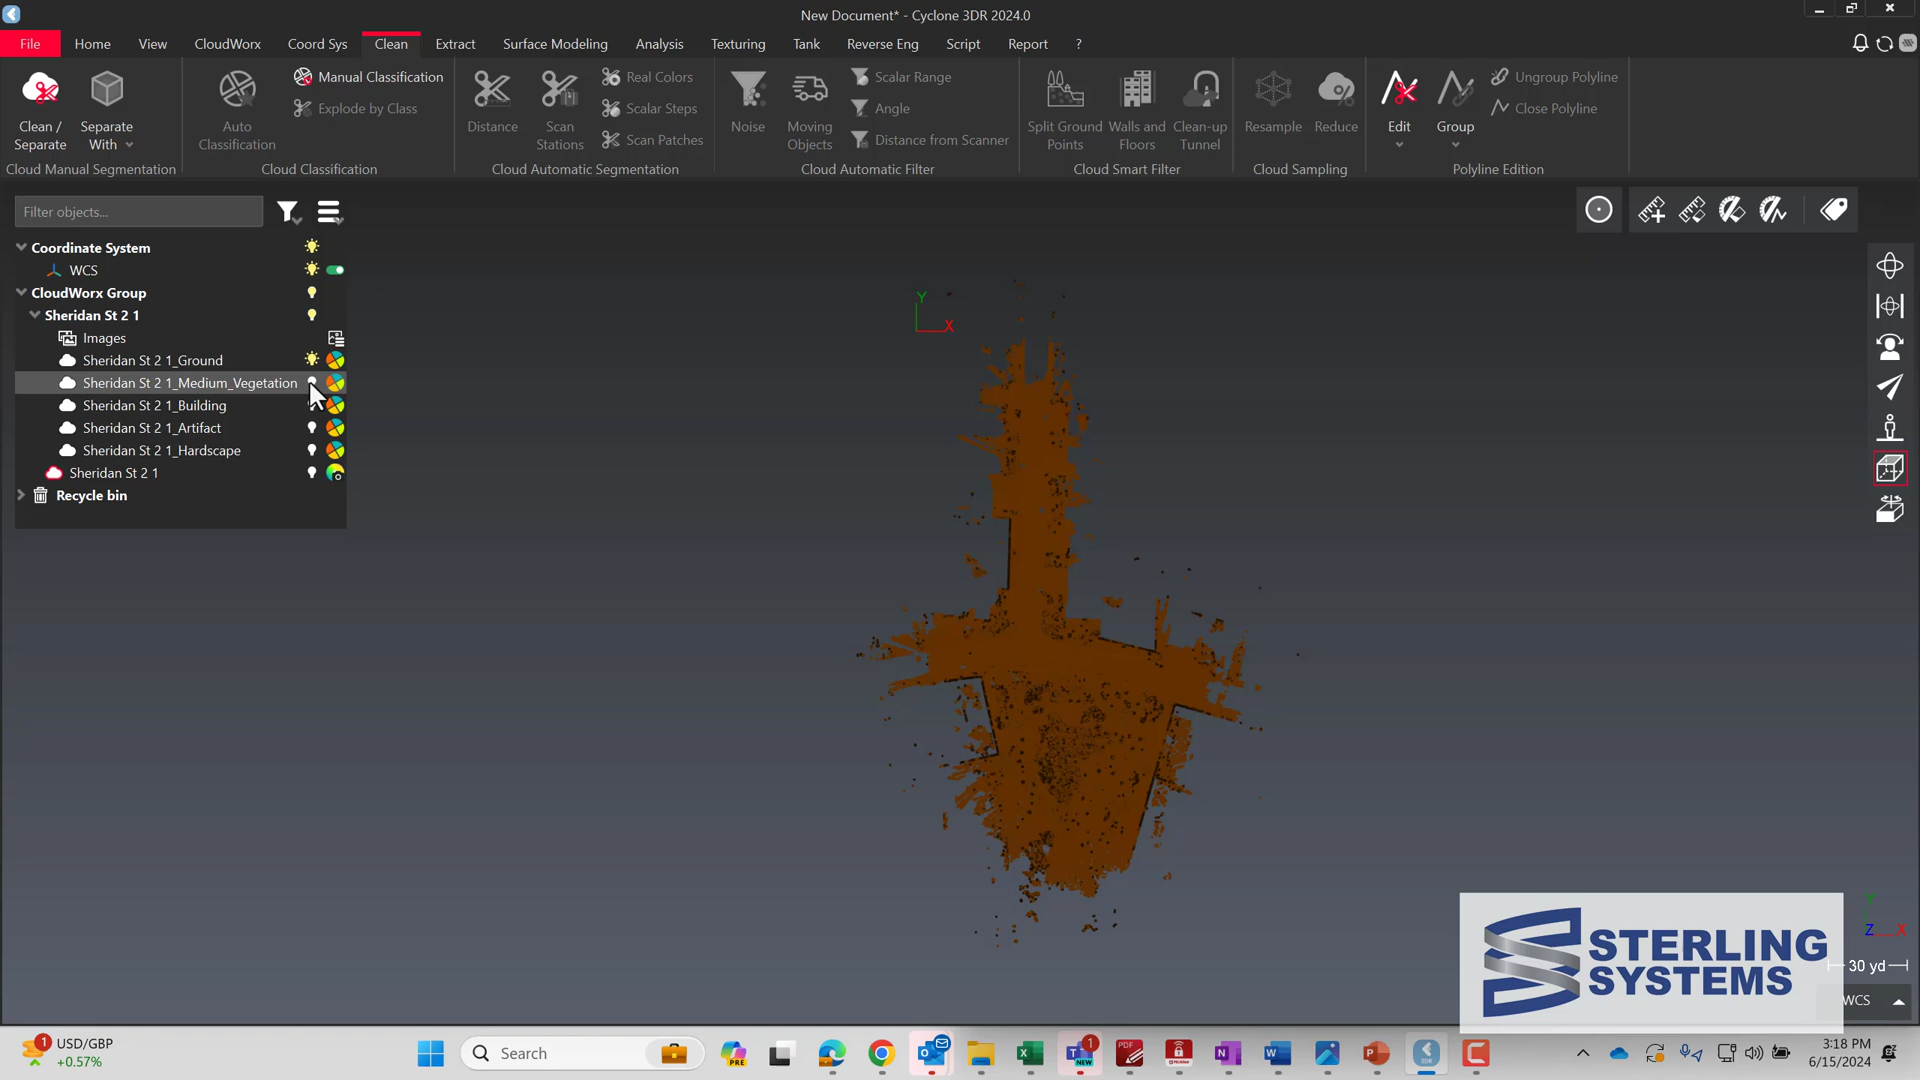 New Document* - Cyclone 3DR 2024.0
File Home View CloudWorx Coord Sys Clean Extract Surface Modeling Analysis Texturing Tank Reverse Eng Script Report ?
Manual Classification Real Colors Scalar Range Ungroup Polyline
Explode by Class Scalar Steps Angle Close Polyline
Clean / Separate Separate With Auto Classification Distance Scan Stations Scan Patches Noise Moving Objects Distance from Scanner Split Ground Points Walls and Floors Clean-up Tunnel Resample Reduce Edit Group
Cloud Manual Segmentation Cloud Classification Cloud Automatic Segmentation Cloud Automatic Filter Cloud Smart Filter Cloud Sampling Polyline Edition
Filter objects...
Coordinate System
WCS
CloudWorx Group
Sheridan St 2 1
Images
Sheridan St 2 1_Ground
Sheridan St 2 1_Medium_Vegetation
Sheridan St 2 1_Building
Sheridan St 2 1_Artifact
Sheridan St 2 1_Hardscape
Sheridan St 2 1
Recycle bin
Y
X
Y
Z X
STERLING
SYSTEMS
30 yd
WCS
1 USD/GBP
+0.57%
Search
PRE
1
NEW
PDF
3DR
3:18 PM
6/15/2024